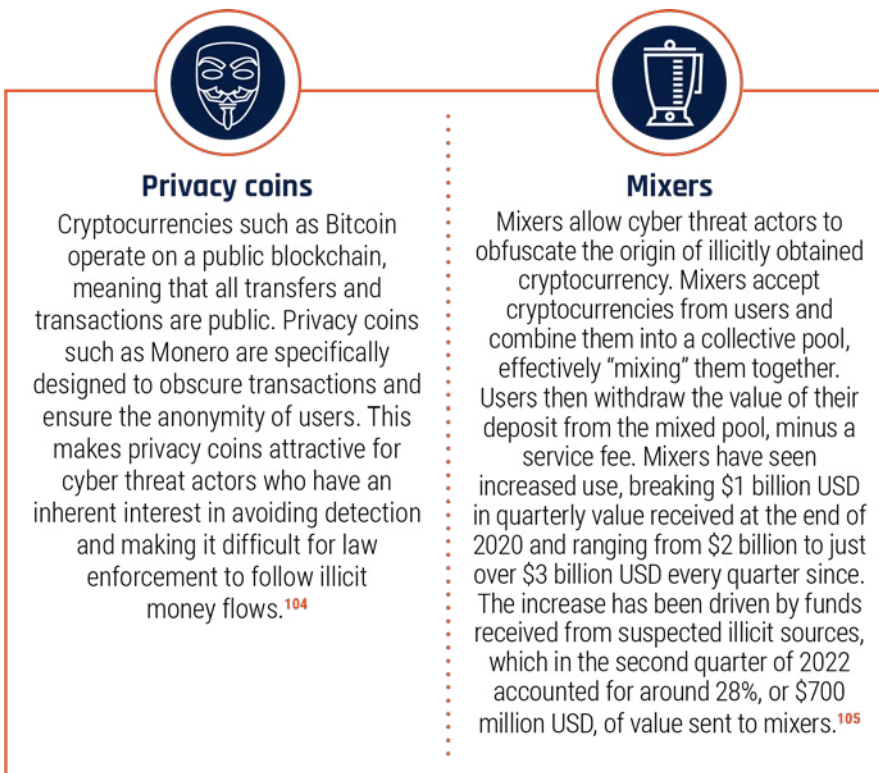 Privacy coins
Cryptocurrencies such as Bitcoin
operate on a public blockchain,
meaning that all transfers and
transactions are public. Privacy coins
such as Monero are specifically
designed to obscure transactions and
ensure the anonymity of users. This
makes privacy coins attractive for
cyber threat actors who have an
inherent interest in avoiding detection
and making it difficult for law
enforcement to follow illicit
money flows.104
Mixers
Mixers allow cyber threat actors to
obfuscate the origin of illicitly obtained
cryptocurrency. Mixers accept
cryptocurrencies from users and
combine them into a collective pool,
effectively “mixing” them together.
Users then withdraw the value of their
deposit from the mixed pool, minus a
service fee. Mixers have seen
increased use, breaking $1 billion USD
in quarterly value received at the end of
2020 and ranging from $2 billion to just
over $3 billion USD every quarter since.
The increase has been driven by funds
received from suspected illicit sources,
which in the second quarter of 2022
accounted for around 28%, or $700
million USD, of value sent to mixers.105